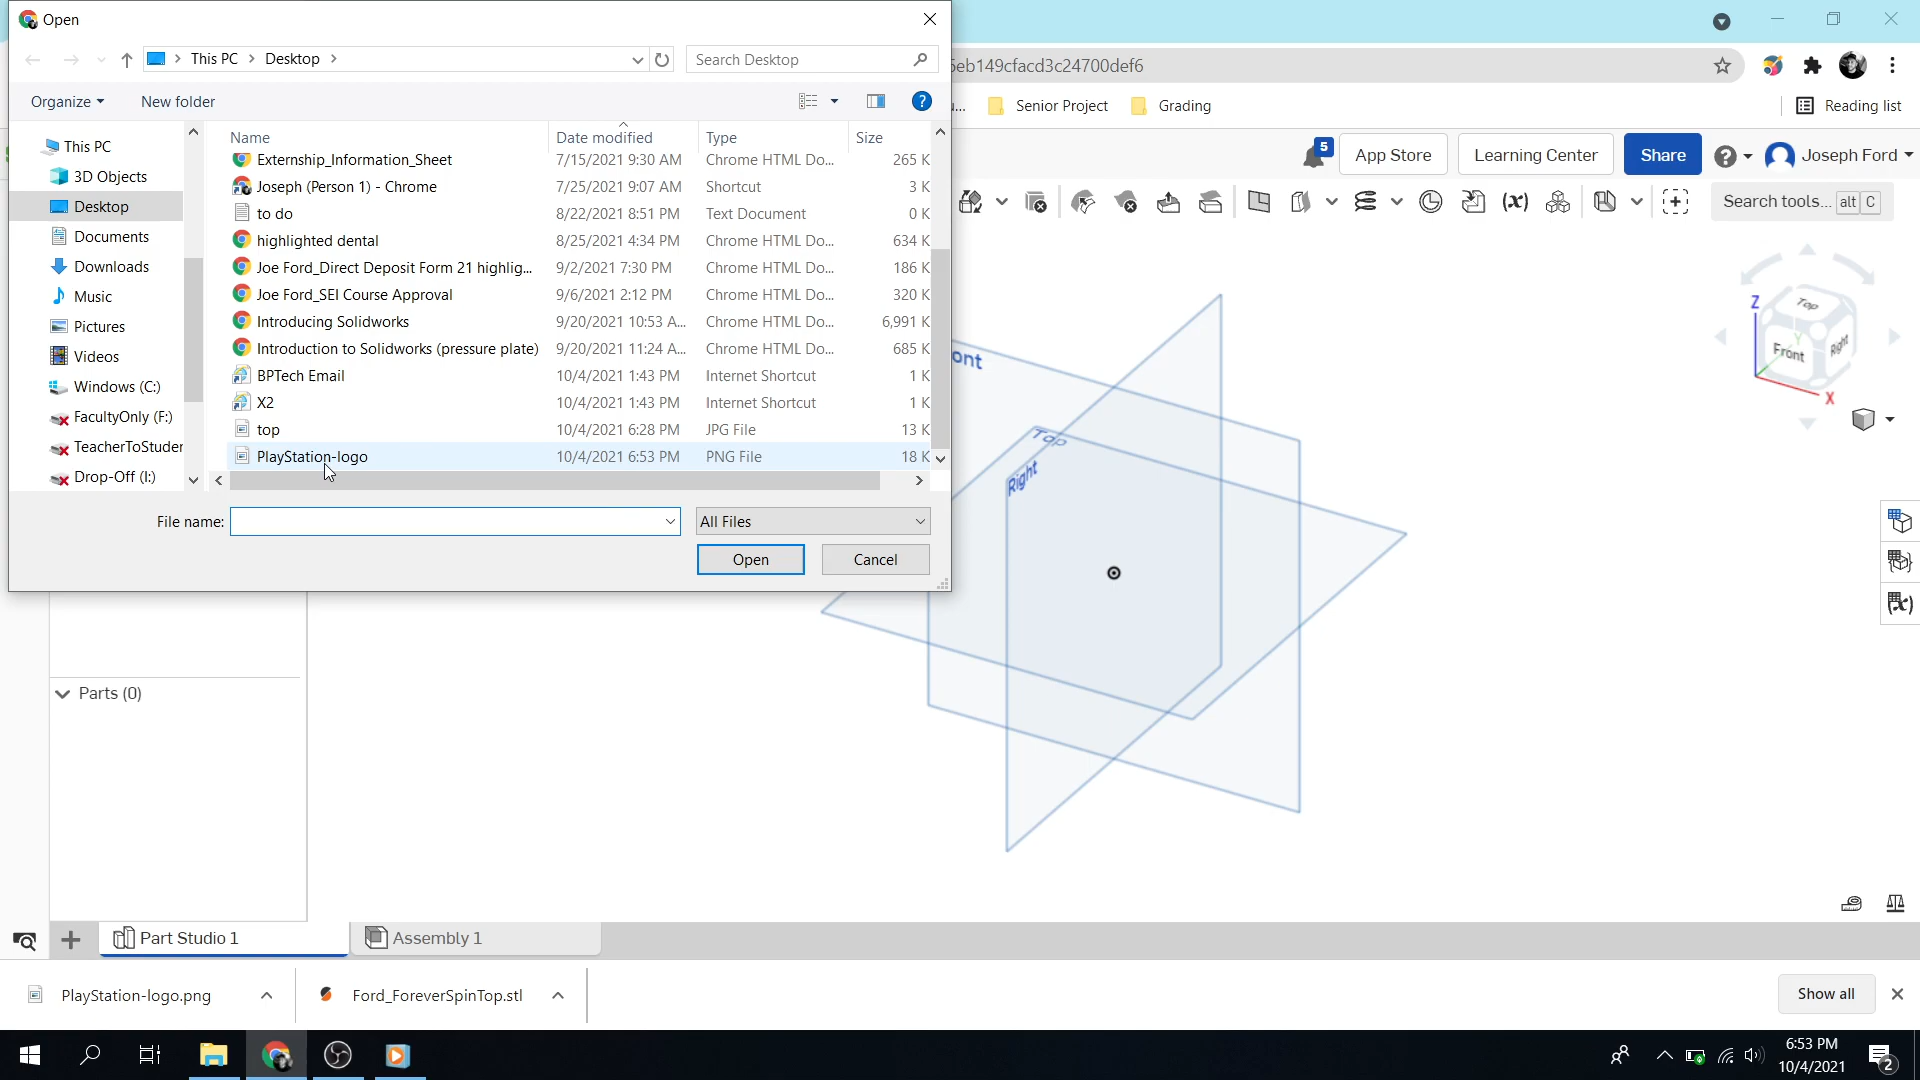 Open
This PC > Desktop >
Search Desktop
Organize
New folder
Name Date modified Type Size
This PC
3D Objects
Desktop
Documents
Downloads
Music
Pictures
Videos
Windows (C:)
FacultyOnly (F:)
TeacherToStuder
Drop-Off (I:)
Externship_Information_Sheet 7/15/2021 9:30 AM Chrome HTML Do... 265 K
Joseph (Person 1) - Chrome 7/25/2021 9:07 AM Shortcut 3 K
to do 8/22/2021 8:51 PM Text Document 0 K
highlighted dental 8/25/2021 4:34 PM Chrome HTML Do... 634 K
Joe Ford_Direct Deposit Form 21 highlig... 9/2/2021 7:30 PM Chrome HTML Do... 186 K
Joe Ford_SEI Course Approval 9/6/2021 2:12 PM Chrome HTML Do... 320 K
Introducing Solidworks 9/20/2021 10:53 A... Chrome HTML Do... 6,991 K
Introduction to Solidworks (pressure plate) 9/20/2021 11:24 A... Chrome HTML Do... 685 K
BPTech Email 10/4/2021 1:43 PM Internet Shortcut 1 K
X2 10/4/2021 1:43 PM Internet Shortcut 1 K
top 10/4/2021 6:28 PM JPG File 13 K
PlayStation-logo 10/4/2021 6:53 PM PNG File 18 K
File name:
All Files
Open
Cancel
5eb149cfacd3c24700def6
u... Senior Project Grading
Reading list
5
App Store
Learning Center
Share
Joseph Ford
(x)
Search tools... alt C
Top
Front
Right
Z
Y
X
ont
Top
Right
(x)
Parts (0)
Part Studio 1
Assembly 1
PlayStation-logo.png
Ford_ForeverSpinTop.stl
Show all
6:53 PM
10/4/2021
2